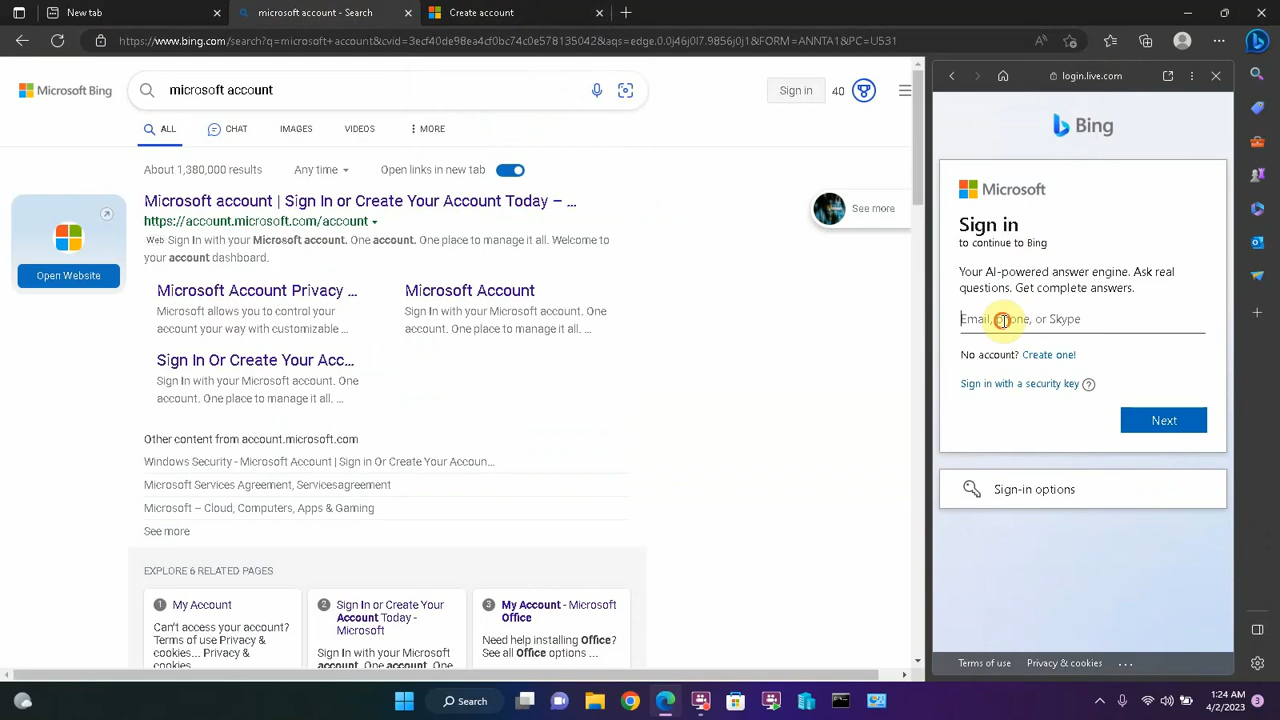 New Tab
microsoft account - Search
Create account
https://www.bing.com/search?q=microsoft+account&cvid=3ecf40de98ea4cf0bc74c0e578135042&aqs=edge.0.0j46j0l7.9856j0j1&FORM=ANNTA1&PC=U531
Microsoft Bing
microsoft account
Sign in
40
ALL
CHAT
IMAGES
VIDEOS
MORE
About 1,380,000 results
Any time
Open links in new tab
Open Website
Microsoft account | Sign In or Create Your Account Today – ...
https://account.microsoft.com/account
Web Sign In with your Microsoft account. One account. One place to manage it all. Welcome to
your account dashboard.
See more
Microsoft Account Privacy ...
Microsoft allows you to control
your account your way with customizable ...
Microsoft Account
Sign In with your Microsoft account. One
account. One place to manage it all. ...
Sign In Or Create Your Acc...
Sign In with your Microsoft account. One
account. One place to manage it all. ...
Other content from account.microsoft.com
Windows Security - Microsoft Account | Sign in Or Create Your Accoun...
Microsoft Services Agreement, Servicesagreement
Microsoft – Cloud, Computers, Apps & Gaming
See more
EXPLORE 6 RELATED PAGES
1 My Account
Can't access your account?
Terms of use Privacy &
cookies... Privacy &
cookies
2 Sign In or Create Your
Account Today -
Microsoft
Sign In with your Microsoft
account. One account. One
3 My Account - Microsoft
Office
Need help installing Office?
See all Office options ...
login.live.com
Bing
Microsoft
Sign in
to continue to Bing
Your AI-powered answer engine. Ask real
questions. Get complete answers.
Email, phone, or Skype
No account? Create one!
Sign in with a security key
Next
Sign-in options
Terms of use
Privacy & cookies
...
Search
1:24 AM
4/2/2023
3